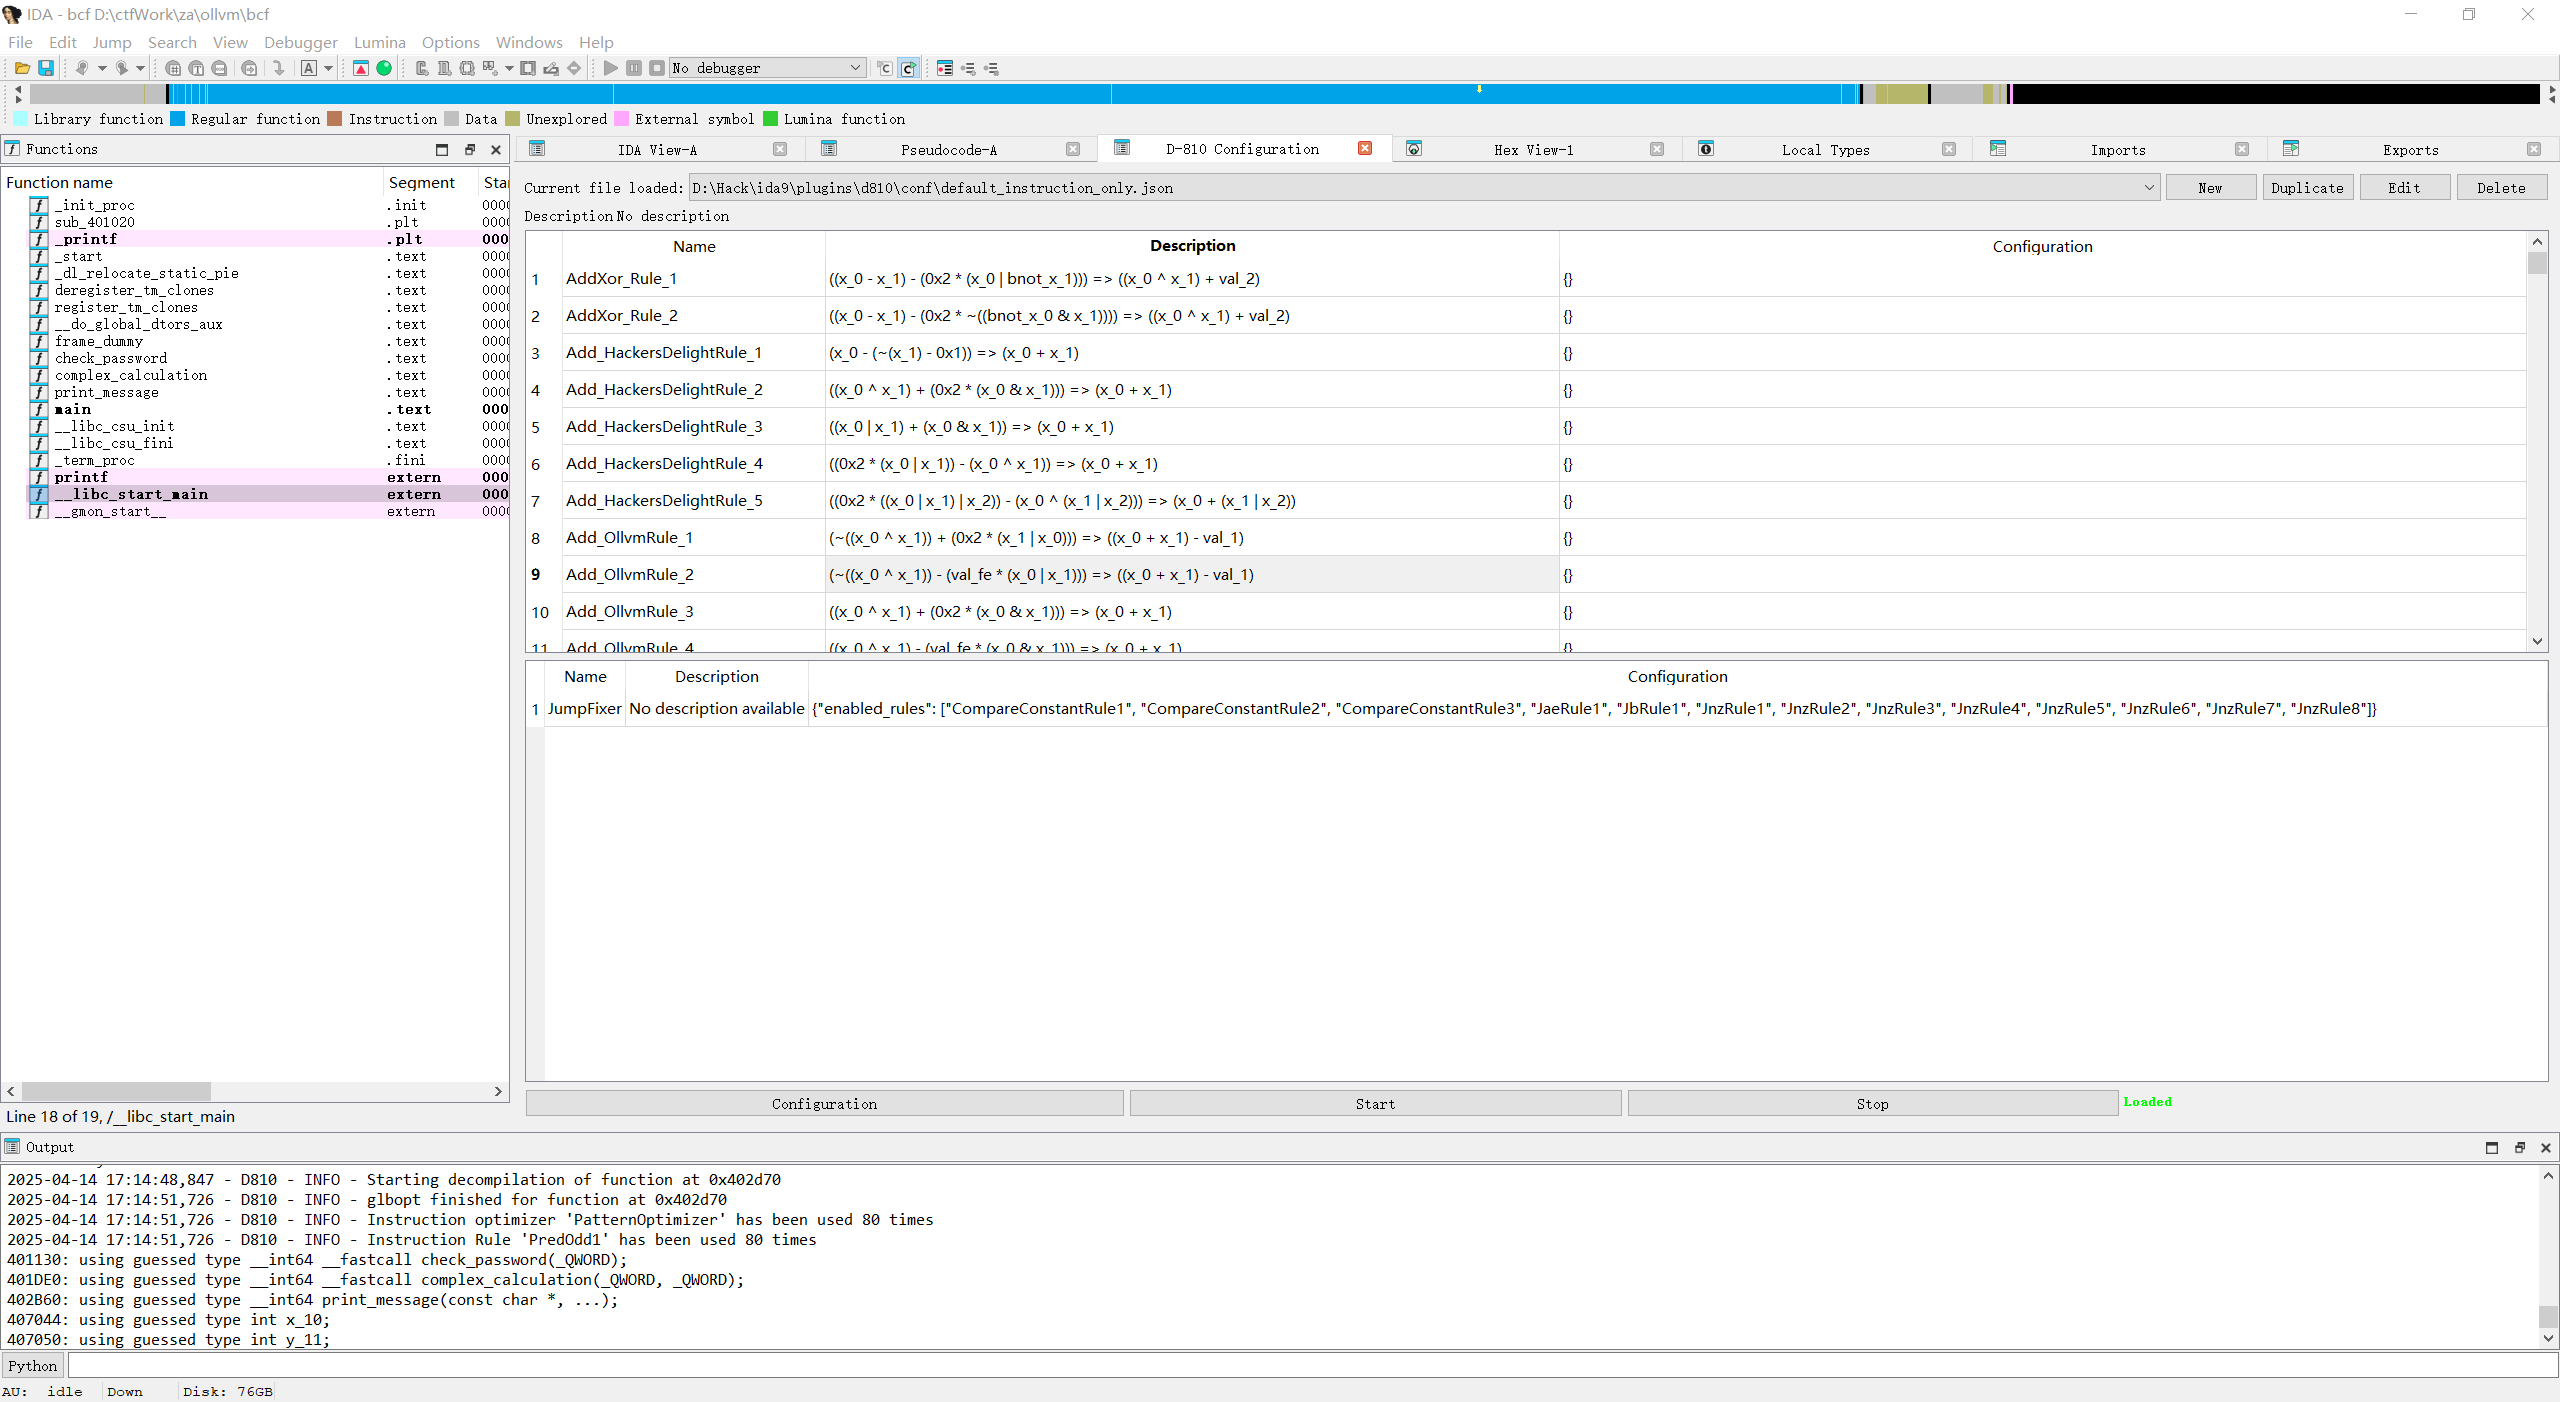 IDA - bcf D:\ctfWork\za\ollvm\bcf
File Edit Jump Search View Debugger Lumina Options Windows Help
No debugger
Library function Regular function Instruction Data Unexplored External symbol Lumina function
Functions
Function name Segment
_init_proc .init 000
sub_401020 .plt 000
_printf .plt 000
_start .text 000
_dl_relocate_static_pie .text 000
deregister_tm_clones .text 000
register_tm_clones .text 000
__do_global_dtors_aux .text 000
frame_dummy .text 000
check_password .text 000
complex_calculation .text 000
print_message .text 000
main .text 000
__libc_csu_init .text 000
__libc_csu_fini .text 000
_term_proc .fini 000
printf extern 000
__libc_start_main extern 000
__gmon_start__ extern 000
Line 18 of 19, /__libc_start_main
IDA View-A Pseudocode-A D-810 Configuration Hex View-1 Local Types Imports Exports
Current file loaded: D:\Hack\ida9\plugins\d810\conf\default_instruction_only.json New Duplicate Edit Delete
Description No description
Name Description Configuration
1 AddXor_Rule_1 ((x_0 - x_1) - (0x2 * (x_0 | bnot_x_1))) => ((x_0 ^ x_1) + val_2) {}
2 AddXor_Rule_2 ((x_0 - x_1) - (0x2 * ~((bnot_x_0 & x_1)))) => ((x_0 ^ x_1) + val_2) {}
3 Add_HackersDelightRule_1 (x_0 - (~(x_1) - 0x1)) => (x_0 + x_1) {}
4 Add_HackersDelightRule_2 ((x_0 ^ x_1) + (0x2 * (x_0 & x_1))) => (x_0 + x_1) {}
5 Add_HackersDelightRule_3 ((x_0 | x_1) + (x_0 & x_1)) => (x_0 + x_1) {}
6 Add_HackersDelightRule_4 ((0x2 * (x_0 | x_1)) - (x_0 ^ x_1)) => (x_0 + x_1) {}
7 Add_HackersDelightRule_5 ((0x2 * ((x_0 | x_1) | x_2)) - (x_0 ^ (x_1 | x_2))) => (x_0 + (x_1 | x_2)) {}
8 Add_OllvmRule_1 (~((x_0 ^ x_1)) + (0x2 * (x_1 | x_0))) => ((x_0 + x_1) - val_1) {}
9 Add_OllvmRule_2 (~((x_0 ^ x_1)) - (val_fe * (x_0 | x_1))) => ((x_0 + x_1) - val_1) {}
10 Add_OllvmRule_3 ((x_0 ^ x_1) + (0x2 * (x_0 & x_1))) => (x_0 + x_1) {}
11 Add_OllvmRule_4 ((x_0 ^ x_1) - (val_fe * (x_0 & x_1))) => (x_0 + x_1) {}
Name Description Configuration
1 JumpFixer No description available {"enabled_rules": ["CompareConstantRule1", "CompareConstantRule2", "CompareConstantRule3", "JaeRule1", "JbRule1", "JnzRule1", "JnzRule2", "JnzRule3", "JnzRule4", "JnzRule5", "JnzRule6", "JnzRule7", "JnzRule8"]}
Configuration Start Stop Loaded
Output
2025-04-14 17:14:48,847 - D810 - INFO - Starting decompilation of function at 0x402d70
2025-04-14 17:14:51,726 - D810 - INFO - glbopt finished for function at 0x402d70
2025-04-14 17:14:51,726 - D810 - INFO - Instruction optimizer 'PatternOptimizer' has been used 80 times
2025-04-14 17:14:51,726 - D810 - INFO - Instruction Rule 'PredOdd1' has been used 80 times
401130: using guessed type __int64 __fastcall check_password(_QWORD);
401DE0: using guessed type __int64 __fastcall complex_calculation(_QWORD, _QWORD);
402B60: using guessed type __int64 print_message(const char *, ...);
407044: using guessed type int x_10;
407050: using guessed type int y_11;
Python
AU: idle Down Disk: 76GB